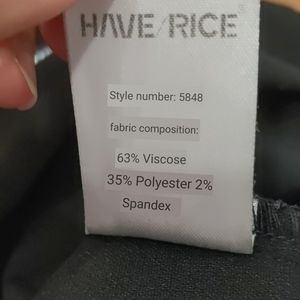 HAVE/RICE®
Style number: 5848
fabric composition:
63% Viscose
35% Polyester 2%
Spandex